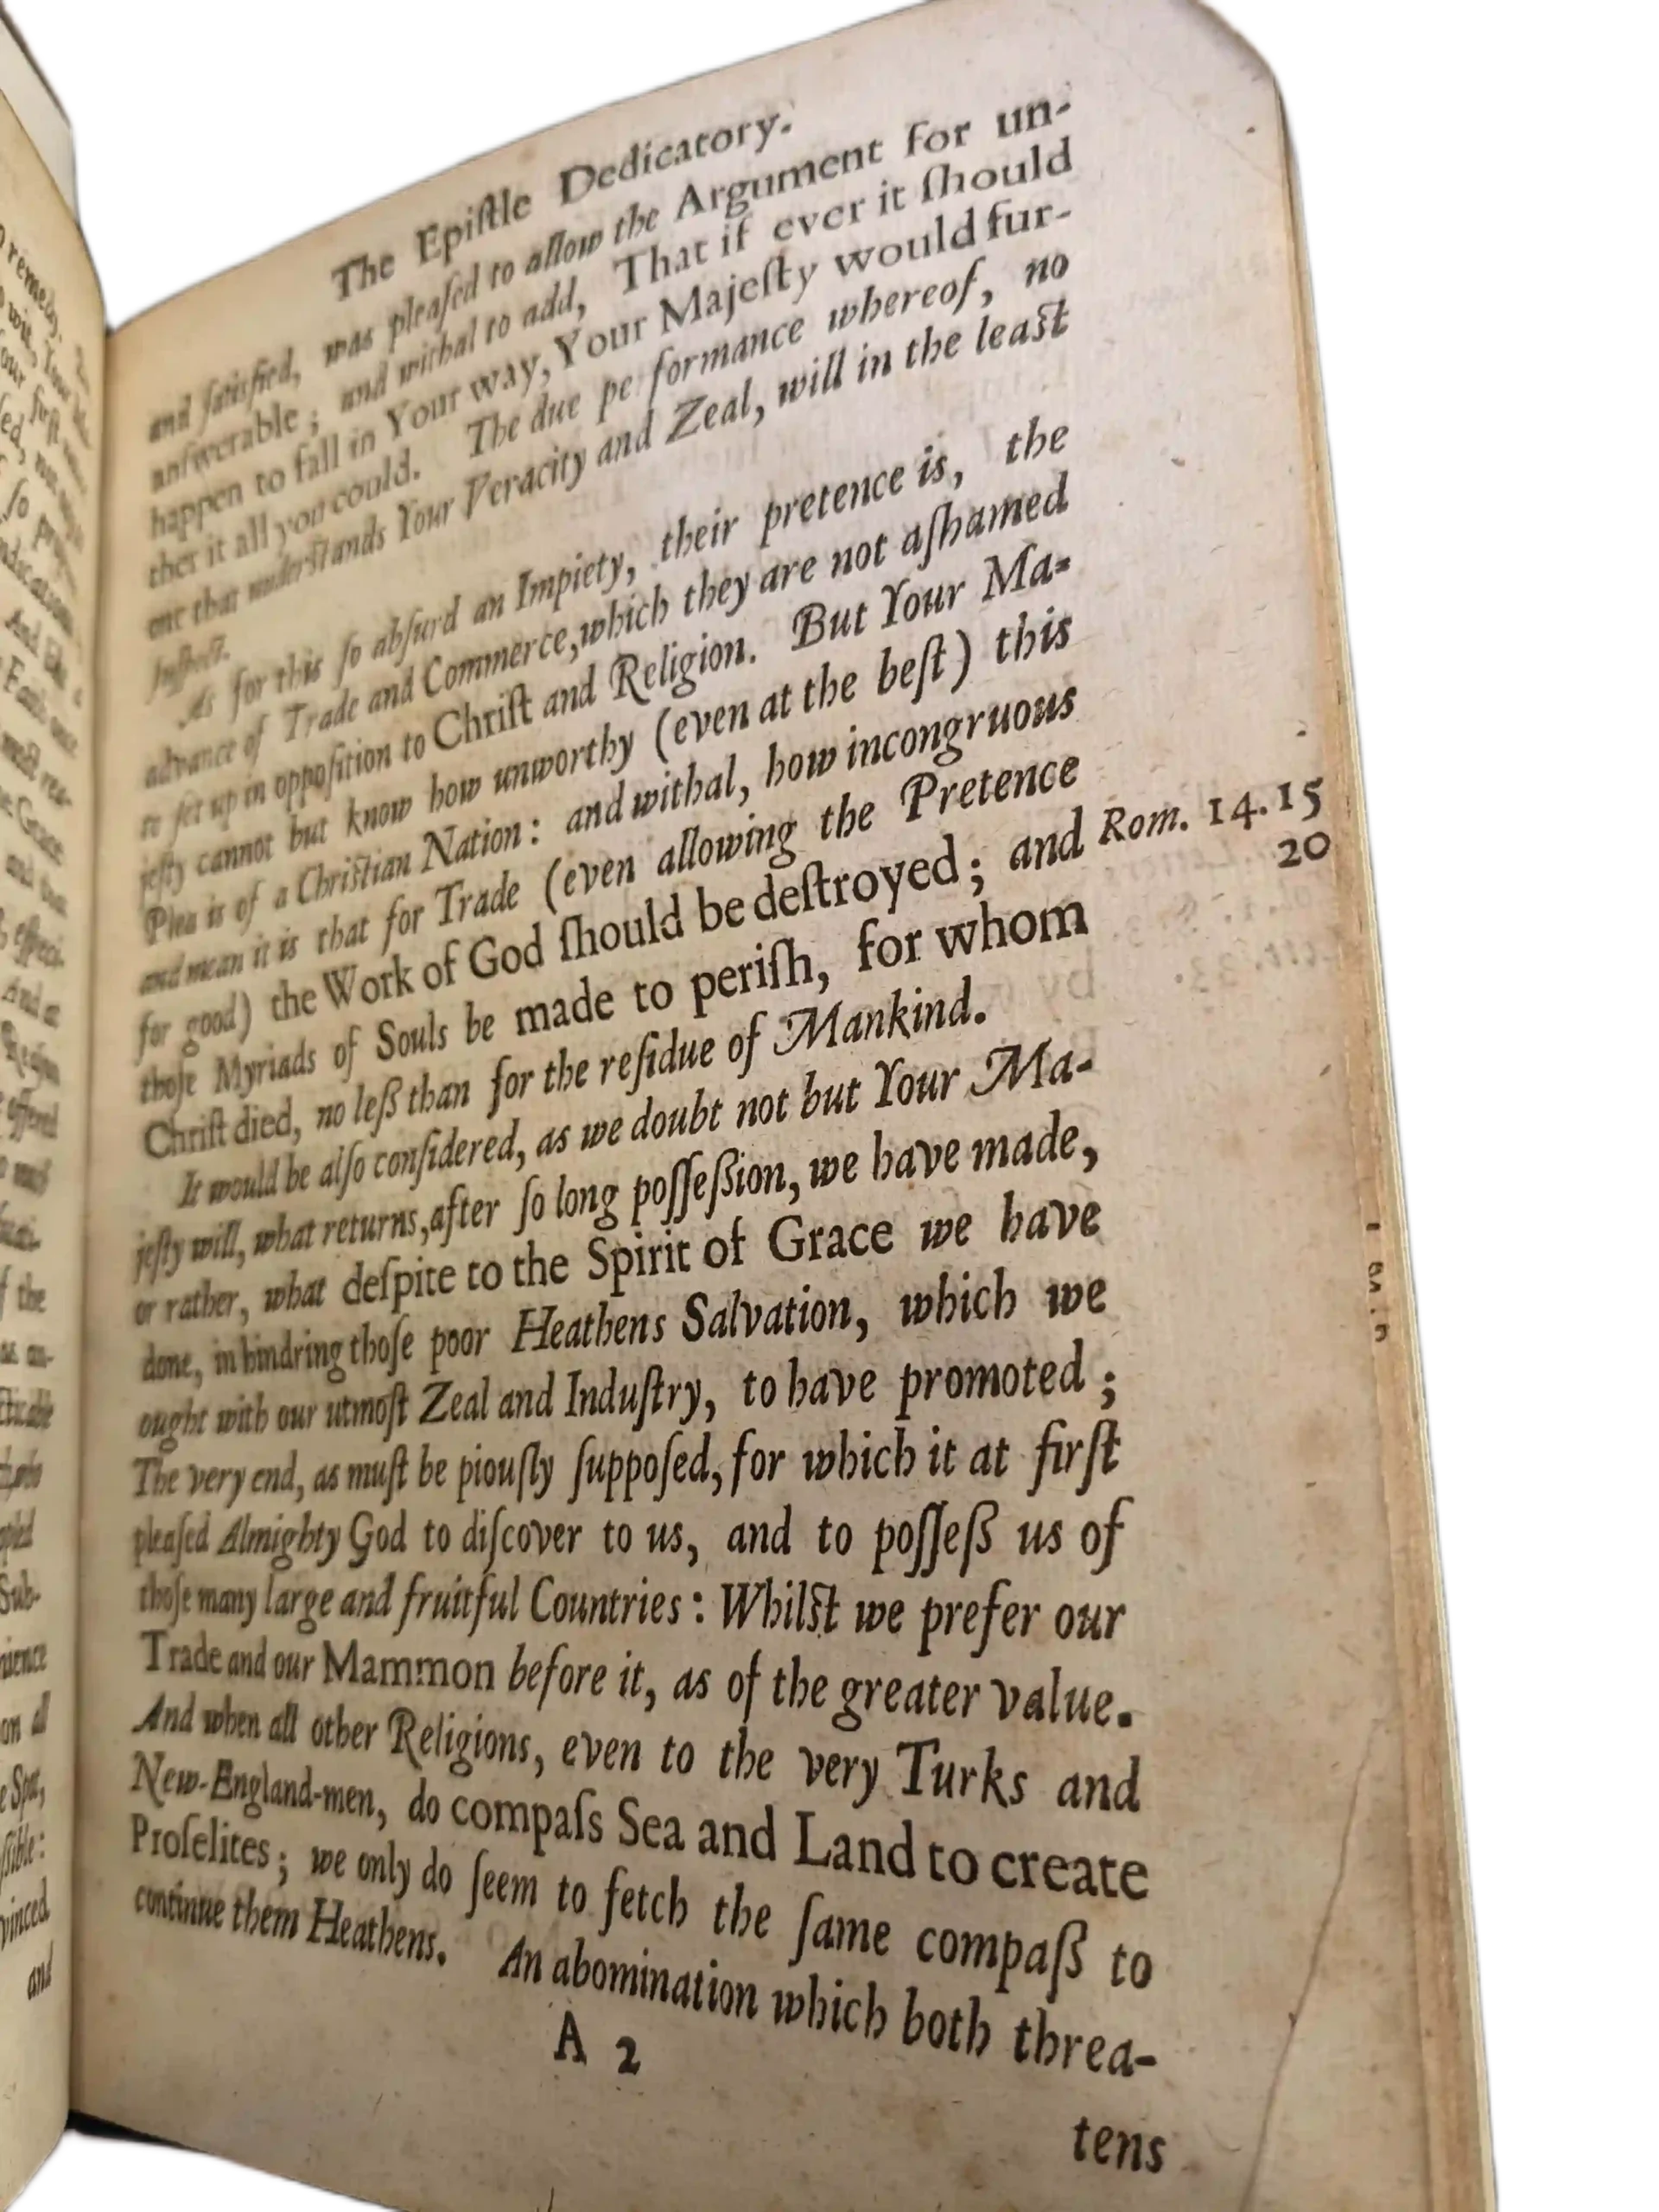 The Epiſtle Dedicatory.
and ſatisfied, was pleaſed to allow the Argument for un-
anſwerable; and withal to add, That if ever it ſhould
happen to fall in Your way, Your Majeſty would fur-
ther it all you could. The due pe formance whereof, no
one that underſtands Your Veracity and Zeal, will in the leaſt
As for this ſo abſurd an Impiety, their pretence is, the
advance of Trade and Commerce, which they are not aſhamed
to ſet up in oppoſition to Chriſt and Religion. But Your Ma-
jeſty cannot but know how unworthy (even at the beſt) this
Plea is of a Chriſtian Nation: and withal, how incongruous
and mean it is that for Trade (even allowing the Pretence
for good) the Work of God ſhould be deſtroyed; and
Rom. 14.15
20
thoſe Myriads of Souls be made to periſh, for whom
Chriſt died, no leſß than for the reſidue of Mankind.
It would be alſo conſidered, as we doubt not but Your Ma-
jeſty will, what returns, after ſo long poſſeſßion, we have made,
or rather, what deſpite to the Spirit of Grace we have
done, in hindring thoſe poor Heathens Salvation, which we
ought with our utmoſt Zeal and Induſtry, to have promoted;
The very end, as muſt be piouſly ſuppoſed, for which it at firſt
pleaſed Almighty God to diſcover to us, and to poſſeß us of
thoſe many large and fruitful Countries: Whilſt we prefer our
Trade and our Mammon before it, as of the greater value.
And when all other Religions, even to the very Turks and
New-England-men, do compaſs Sea and Land to create
Proſelites; we only do ſeem to fetch the ſame compaß to
continue them Heathens. An abomination which both threa-
A 2
tens